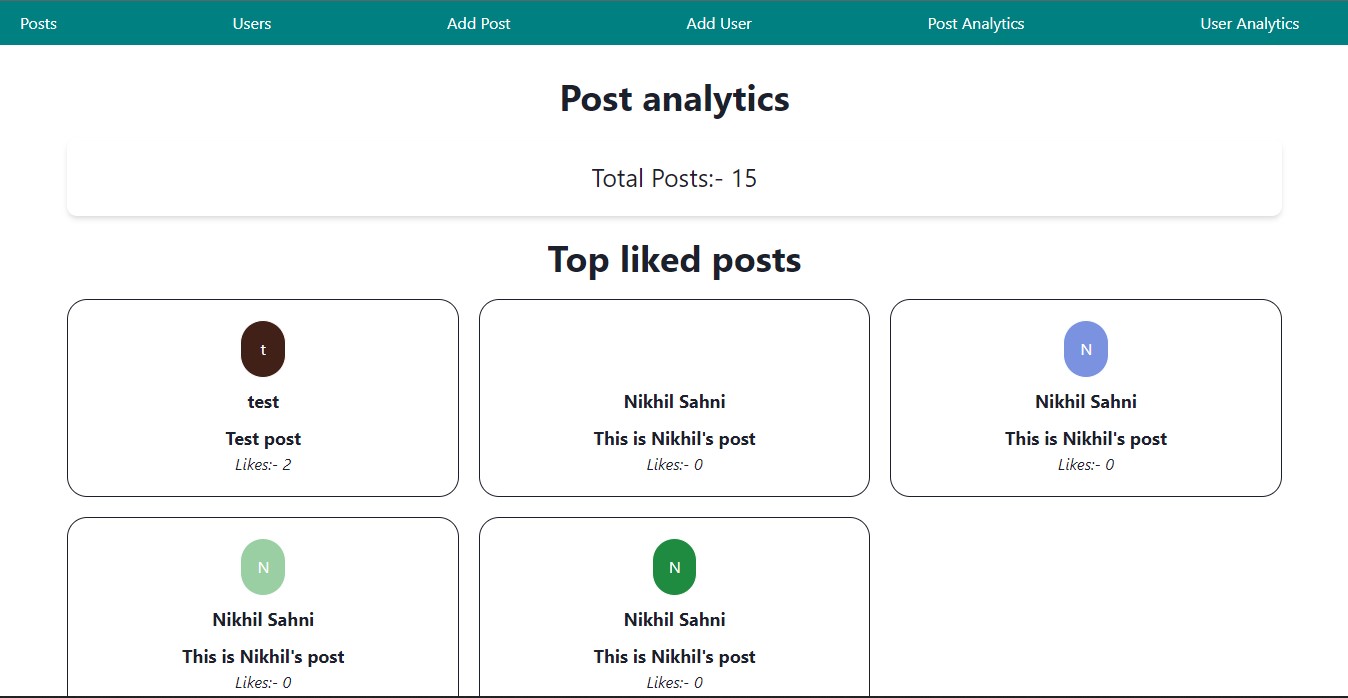 Posts Users Add Post Add User Post Analytics User Analytics
Post analytics
Total Posts:- 15
Top liked posts
t
test
Test post
Likes:- 2
Nikhil Sahni
This is Nikhil's post
Likes:- 0
N
Nikhil Sahni
This is Nikhil's post
Likes:- 0
N
Nikhil Sahni
This is Nikhil's post
Likes:- 0
N
Nikhil Sahni
This is Nikhil's post
Likes:- 0